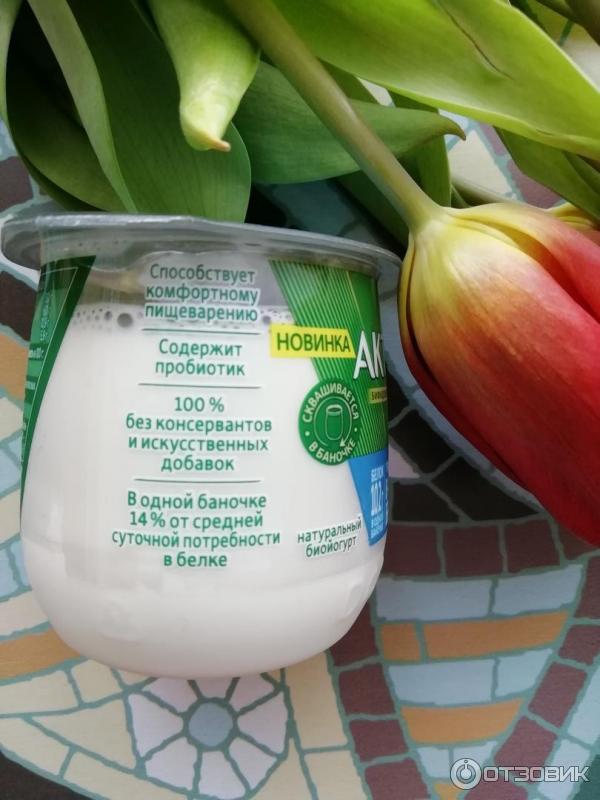 Способствует
комфортному
пищеварению
Содержит
пробиотик
100 %
без консервантов
и искусственных
добавок
В одной баночке
14 % от средней
суточной потребности
в белке
НОВИНКА
СКВАШИВАЕТСЯ
В БАНОЧКЕ
БЕЛОК
натуральный
биойогурт
ОТЗОВИК